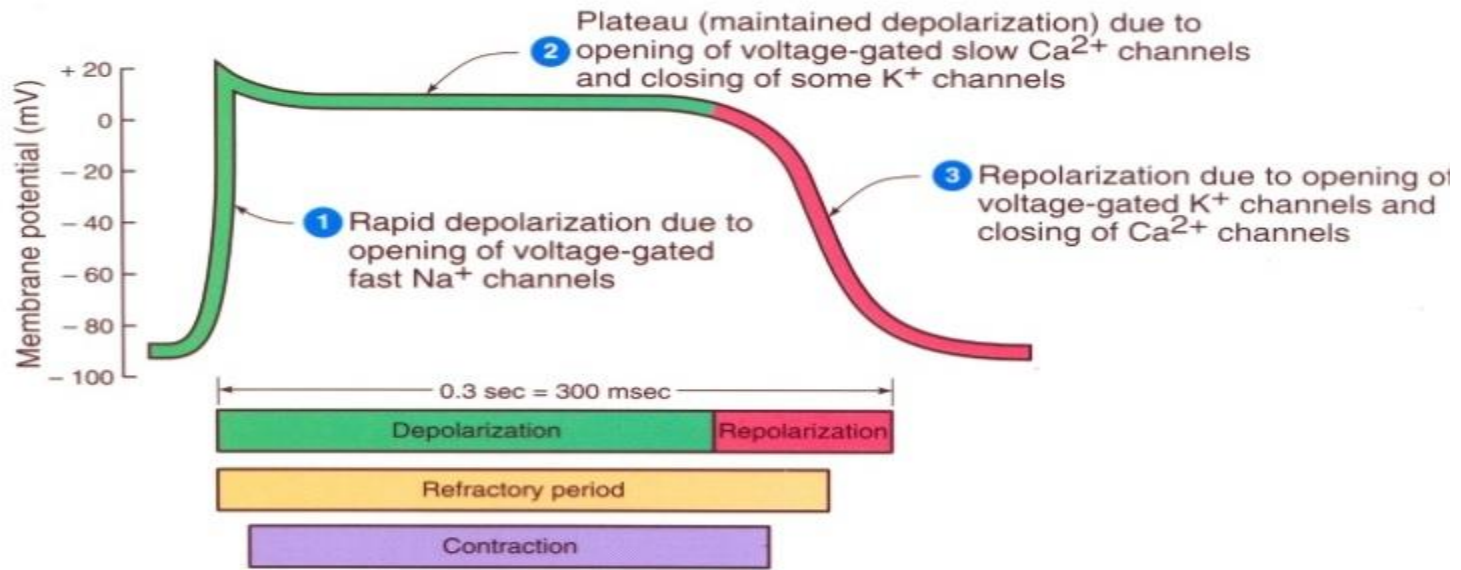 Plateau (maintained depolarization) due to
2 opening of voltage-gated slow Ca2+ channels
and closing of some K+ channels
Membrane potential (mV)
+ 20
0
– 20
– 40
– 60
– 80
– 100
1 Rapid depolarization due to
opening of voltage-gated
fast Na+ channels
3 Repolarization due to opening of
voltage-gated K+ channels and
closing of Ca2+ channels
0.3 sec = 300 msec
Depolarization
Repolarization
Refractory period
Contraction